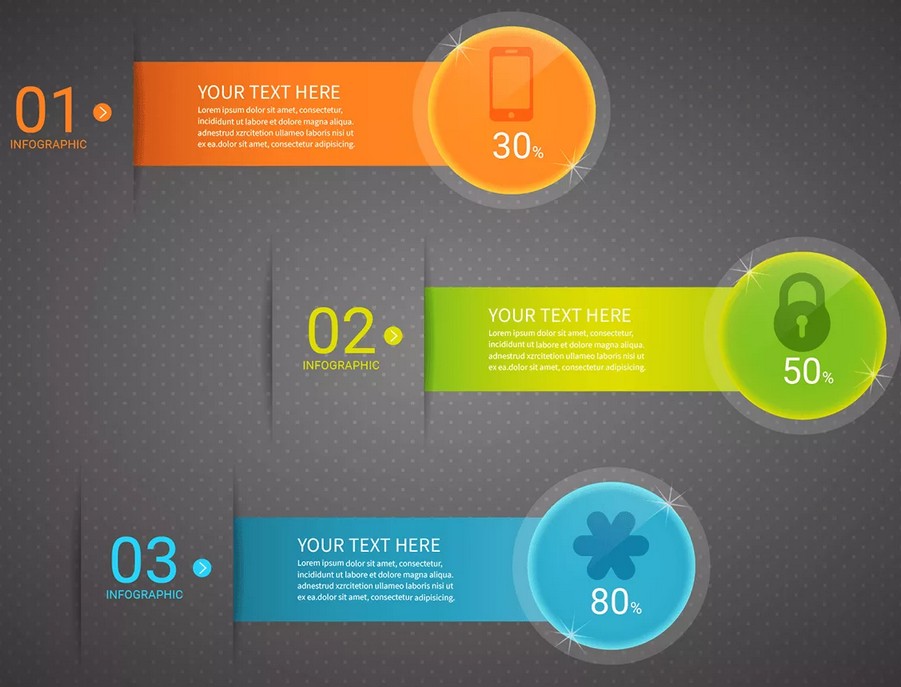 01
INFOGRAPHIC
YOUR TEXT HERE
Lorem ipsum dolor sit amet, consectetur,
incididunt ut labore et dolore magna aliqua.
adnestrud xzrcitetion ullameo laboris nisi ut
ex ea.dolor sit amet, consectetur adipisicing.
30%
02
INFOGRAPHIC
YOUR TEXT HERE
Lorem ipsum dolor sit amet, consectetur,
incididunt ut labore et dolore magna aliqua.
adnestrud xzrcitetion ullameo laboris nisi ut
ex ea.dolor sit amet, consectetur adipisicing.
50%
03
INFOGRAPHIC
YOUR TEXT HERE
Lorem ipsum dolor sit amet, consectetur,
incididunt ut labore et dolore magna aliqua.
adnestrud xzrcitetion ullameo laboris nisi ut
ex ea.dolor sit amet, consectetur adipisicing.
80%